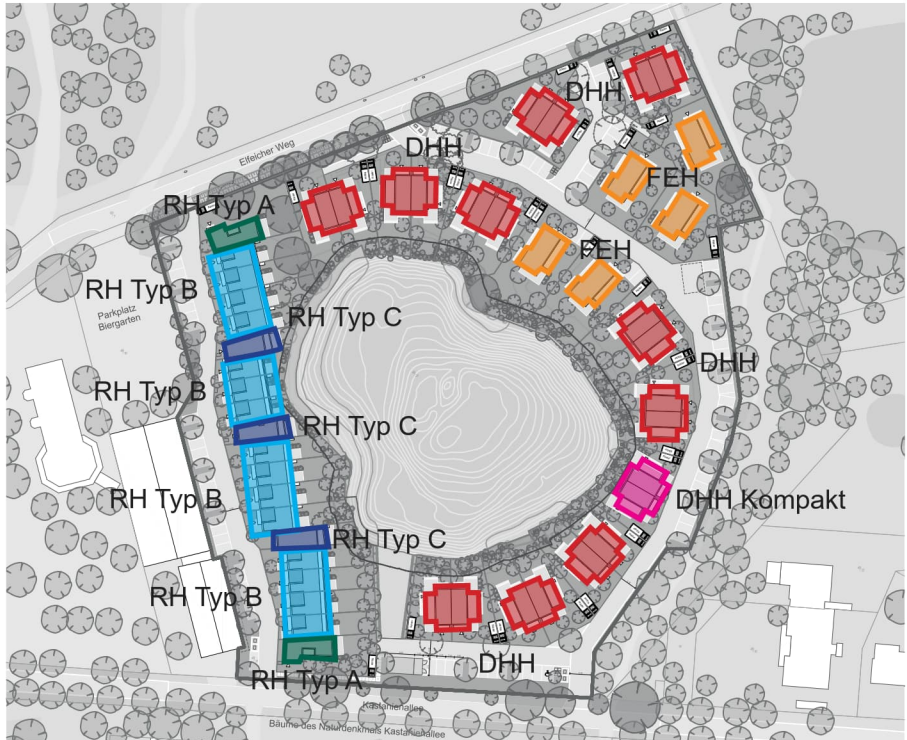 DHH
Elfeicher Weg
DHH
FEH
RH Typ A
FEH
RH Typ B
RH Typ C
Parkplatz
Biergarten
DHH
RH Typ B
RH Typ C
RH Typ B
DHH Kompakt
RH Typ C
RH Typ B
DHH
RH Typ A
Kastanienallee
Bäume des Naturdenkmals Kastaniehallee